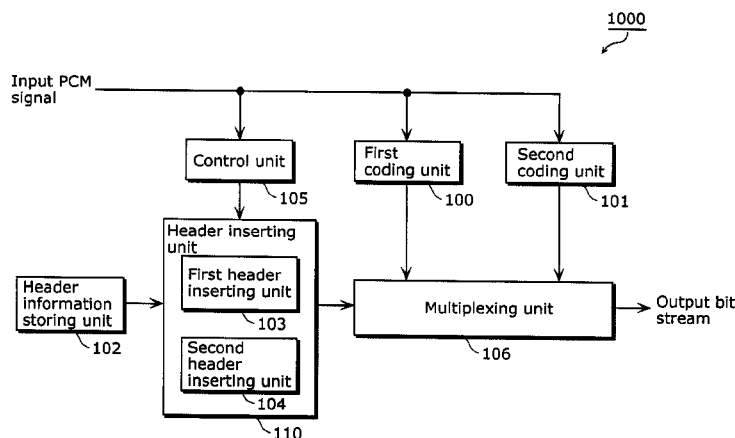 1000
Input PCM
signal
Control unit
105
First
coding unit
100
Second
coding unit
101
Header inserting
unit
First header
inserting unit
103
Second
header
inserting unit
104
110
Header
information
storing unit
102
Multiplexing unit
106
Output bit
stream